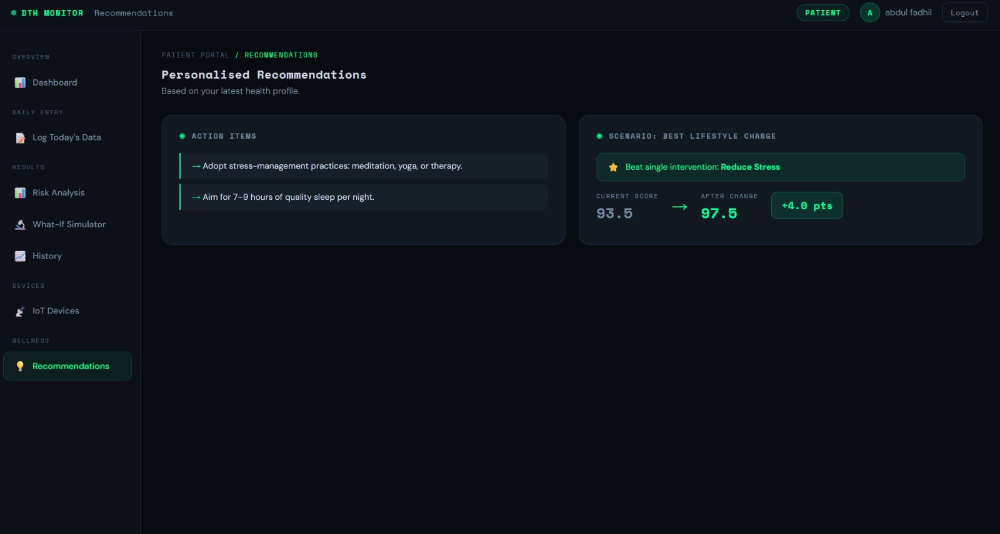 DTH MONITOR Recommendations
PATIENT A abdul fadhil Logout
OVERVIEW
Dashboard
DAILY ENTRY
Log Today's Data
RESULTS
Risk Analysis
What-If Simulator
History
DEVICES
IoT Devices
WELLNESS
Recommendations
PATIENT PORTAL / RECOMMENDATIONS
Personalised Recommendations
Based on your latest health profile.
ACTION ITEMS
→ Adopt stress-management practices: meditation, yoga, or therapy.
→ Aim for 7–9 hours of quality sleep per night.
SCENARIO: BEST LIFESTYLE CHANGE
Best single intervention: Reduce Stress
CURRENT SCORE
93.5
→
AFTER CHANGE
97.5
+4.0 pts